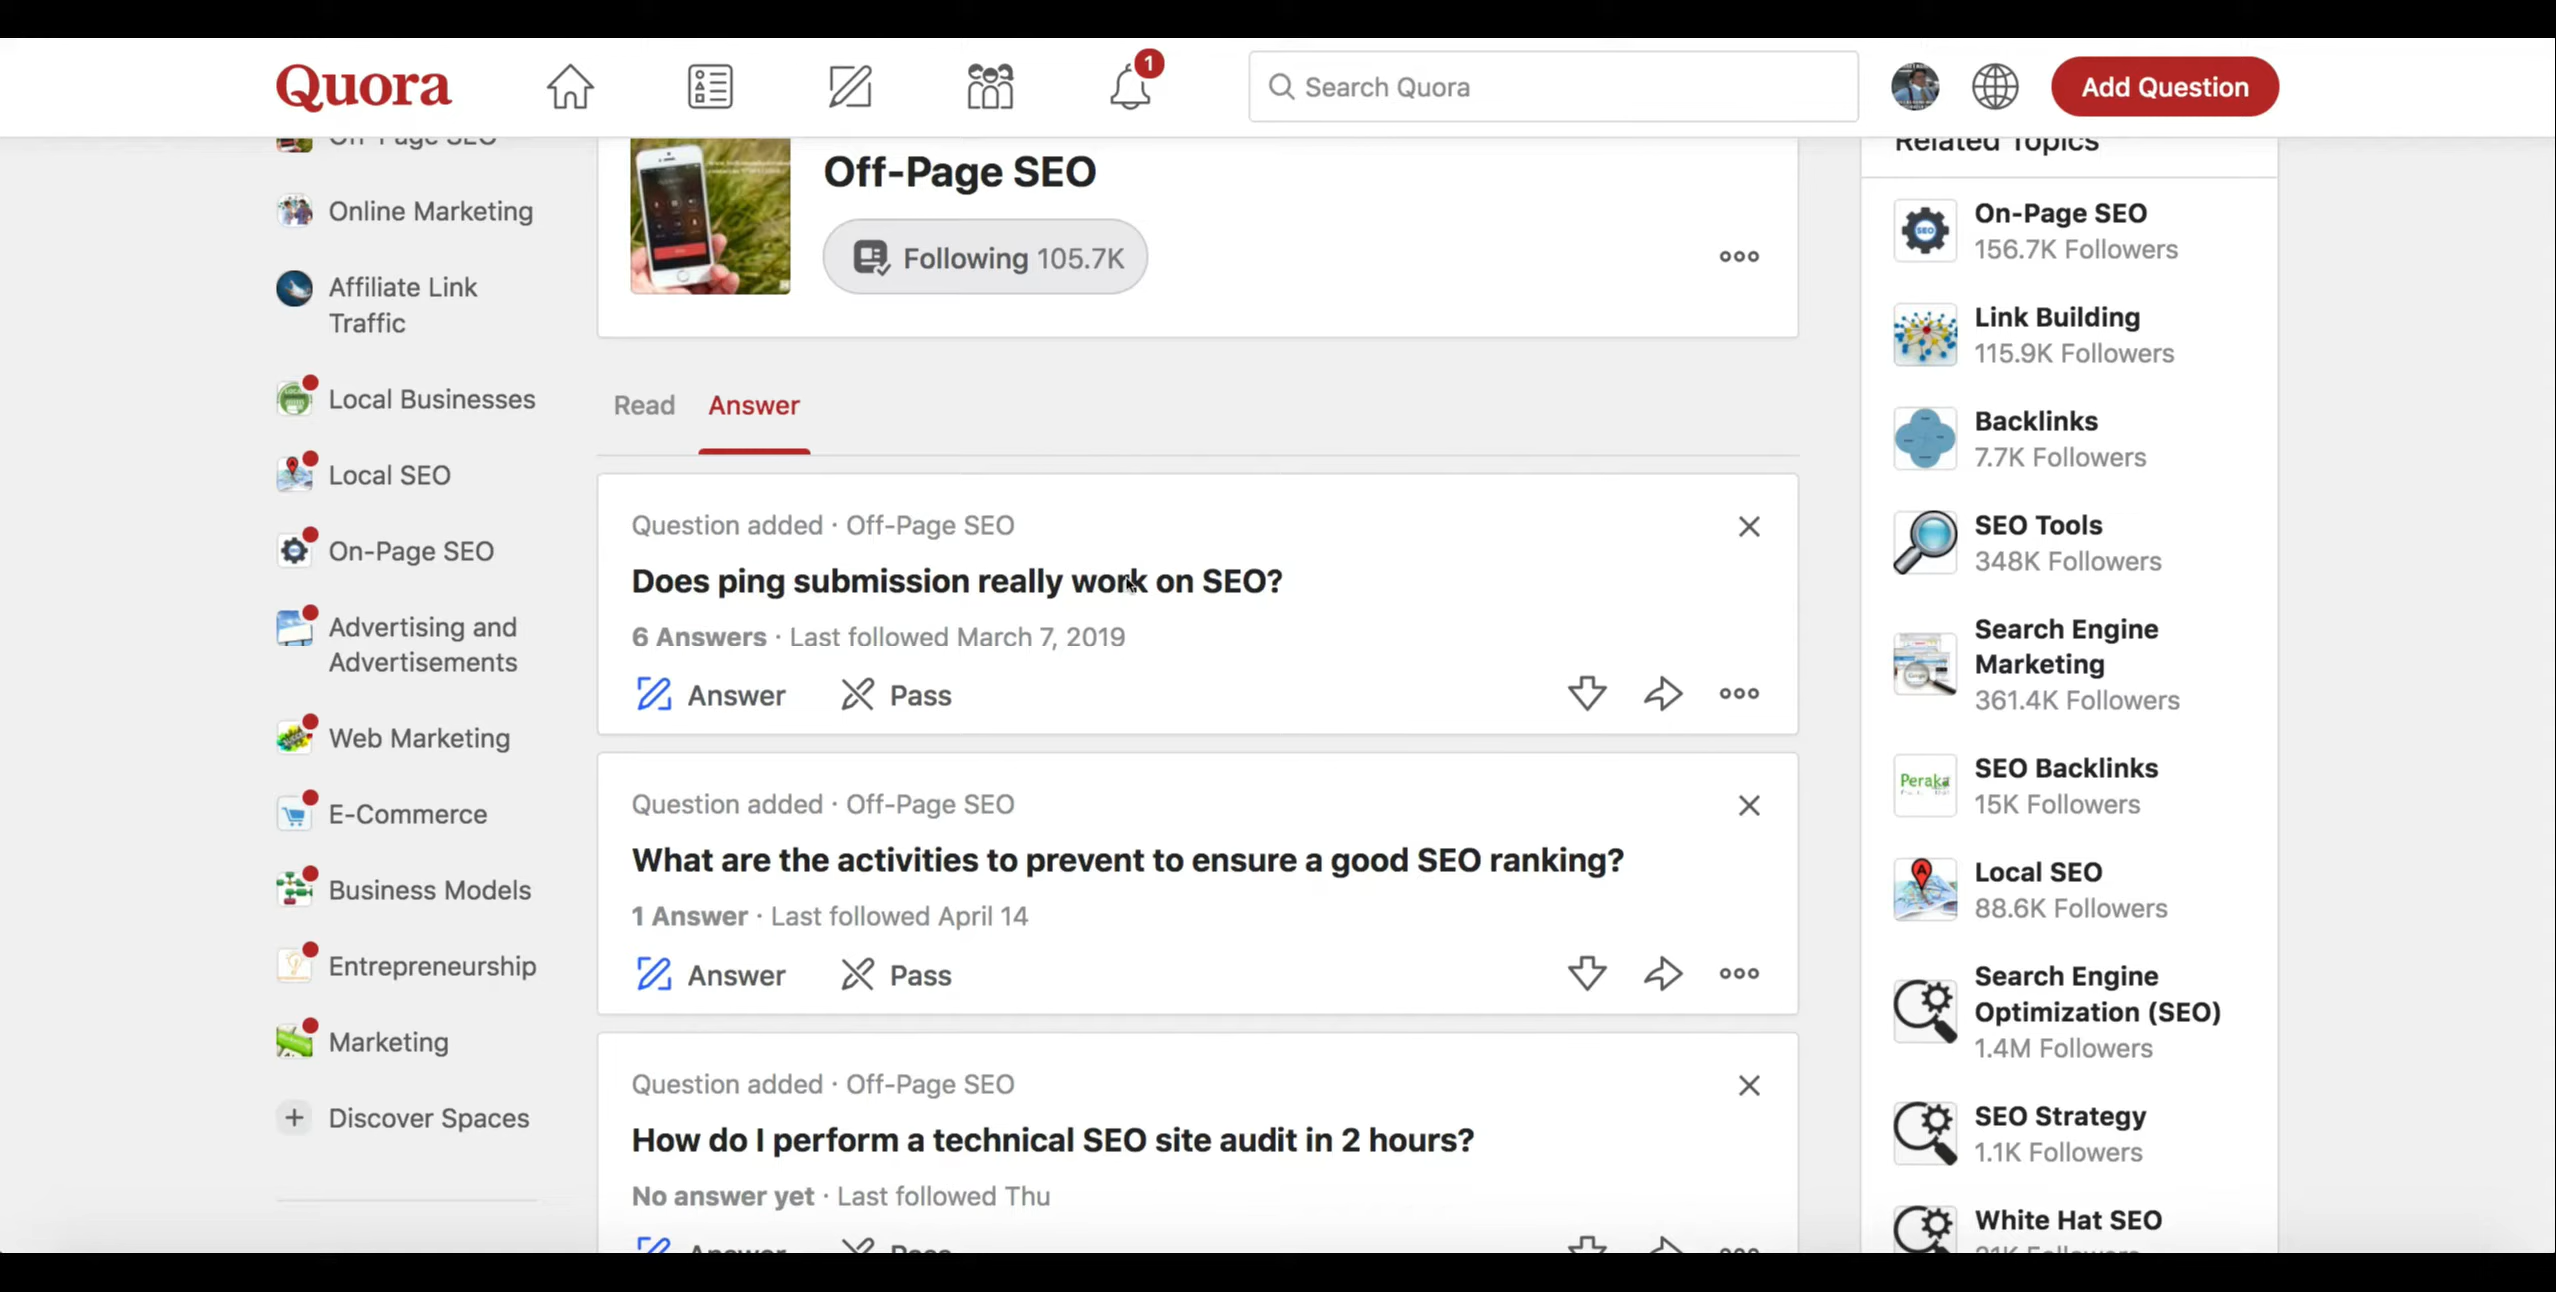 Quora
1
Search Quora
Add Question
Off-Page SEO
Online Marketing
Affiliate Link
Traffic
Local Businesses
Local SEO
On-Page SEO
Advertising and
Advertisements
Web Marketing
E-Commerce
Business Models
Entrepreneurship
Marketing
Discover Spaces
Off-Page SEO
Following 105.7K
Read
Answer
Question added · Off-Page SEO
Does ping submission really work on SEO?
6 Answers · Last followed March 7, 2019
Answer
Pass
Question added · Off-Page SEO
What are the activities to prevent to ensure a good SEO ranking?
1 Answer · Last followed April 14
Answer
Pass
Question added · Off-Page SEO
How do I perform a technical SEO site audit in 2 hours?
No answer yet · Last followed Thu
Answer
Pass
Related Topics
On-Page SEO
156.7K Followers
Link Building
115.9K Followers
Backlinks
7.7K Followers
SEO Tools
348K Followers
Search Engine
Marketing
361.4K Followers
SEO Backlinks
15K Followers
Local SEO
88.6K Followers
Search Engine
Optimization (SEO)
1.4M Followers
SEO Strategy
1.1K Followers
White Hat SEO
Followers